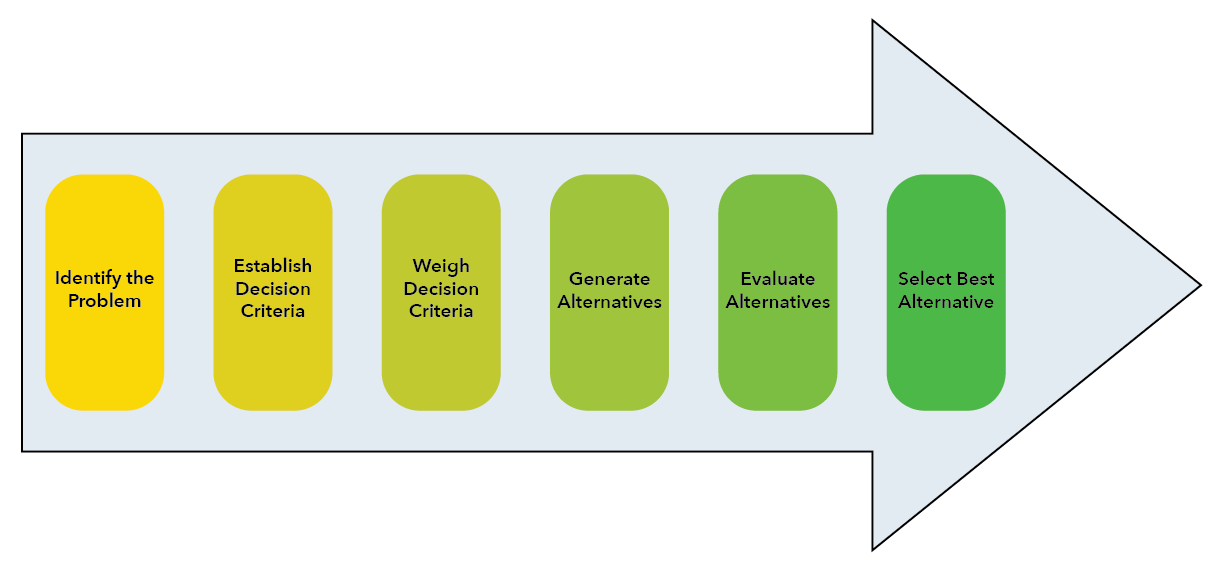 Identify the
Problem
Establish
Decision
Criteria
Weigh
Decision
Criteria
Generate
Alternatives
Evaluate
Alternatives
Select Best
Alternative